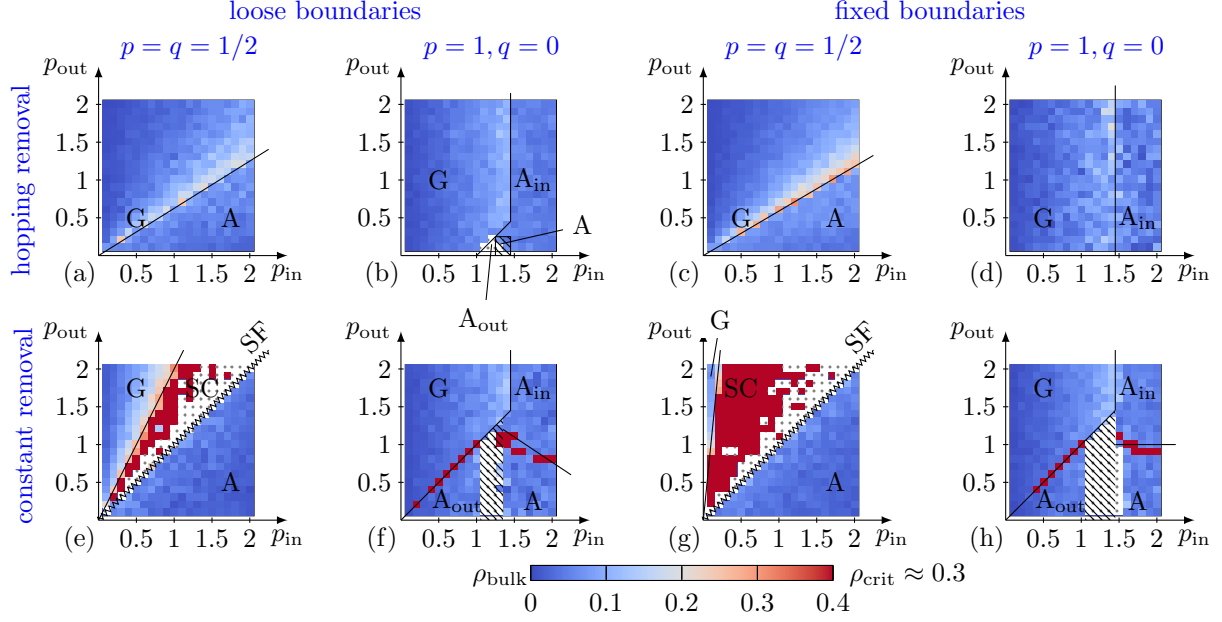 loose boundaries
fixed boundaries
p = q = 1/2
p = 1, q = 0
p = q = 1/2
p = 1, q = 0
hopping removal
p_out
2
1.5
1
0.5
G
A
(a)
0.5 1 1.5 2
p_in
p_out
2
1.5
1
0.5
G
A_in
A
A_out
(b)
0.5 1 1.5 2
p_in
p_out
2
1.5
1
0.5
G
A
(c)
0.5 1 1.5 2
p_in
p_out
2
1.5
1
0.5
G
A_in
(d)
0.5 1 1.5 2
p_in
constant removal
p_out
2
1.5
1
0.5
G
SC
SF
A
(e)
0.5 1 1.5 2
p_in
p_out
2
1.5
1
0.5
G
A_in
A_out
A
(f)
0.5 1 1.5 2
p_in
p_out
2
1.5
1
0.5
G
SC
SF
A
(g)
0.5 1 1.5 2
p_in
p_out
2
1.5
1
0.5
G
A_in
A_out
A
(h)
0.5 1 1.5 2
p_in
ρ_bulk
ρ_crit ≈ 0.3
0 0.1 0.2 0.3 0.4